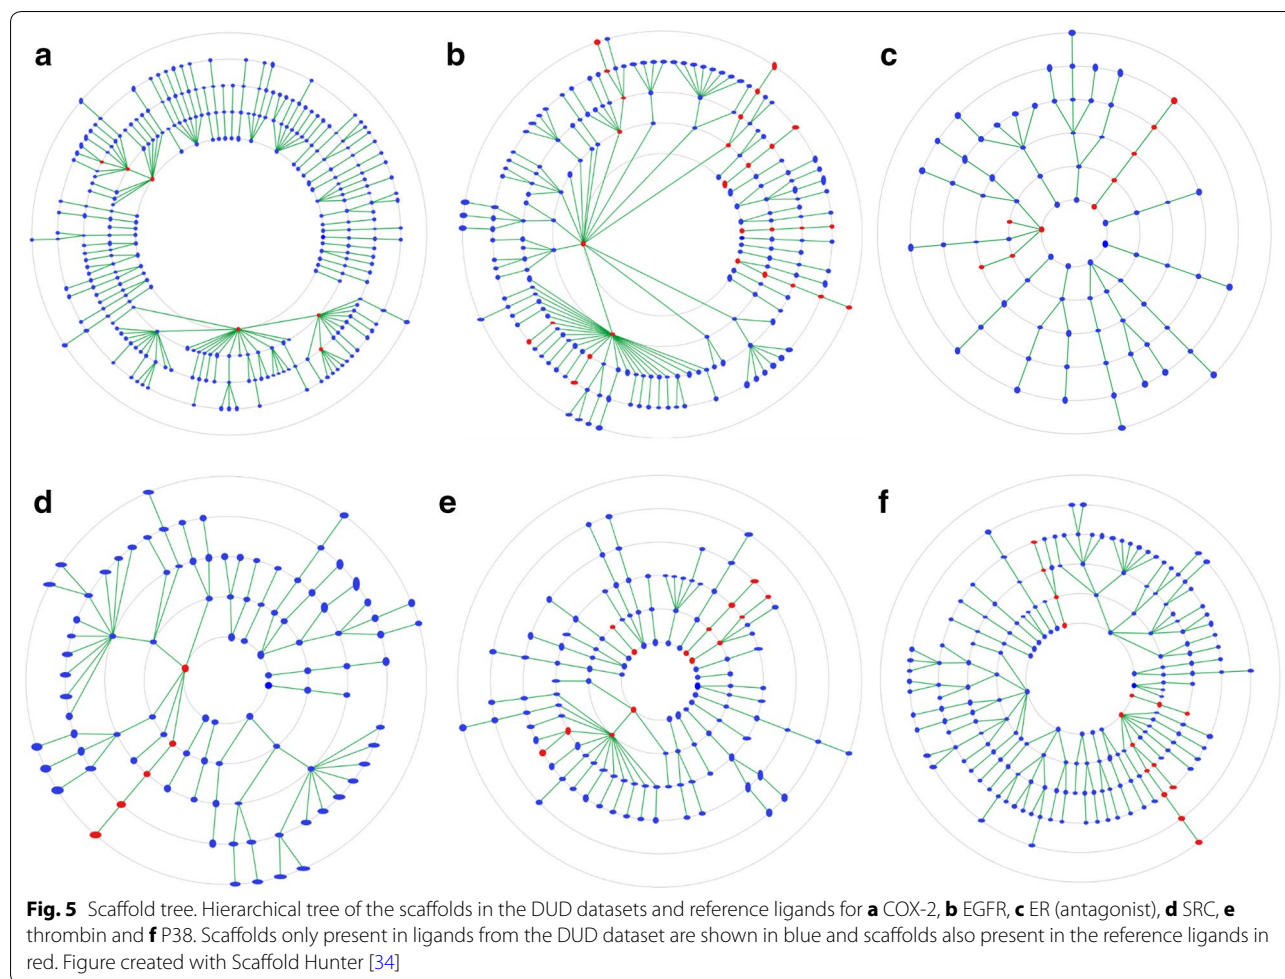 a
b
c
d
e
f
Fig. 5 Scaffold tree. Hierarchical tree of the scaffolds in the DUD datasets and reference ligands for a COX-2, b EGFR, c ER (antagonist), d SRC, e
thrombin and f P38. Scaffolds only present in ligands from the DUD dataset are shown in blue and scaffolds also present in the reference ligands in
red. Figure created with Scaffold Hunter [34]